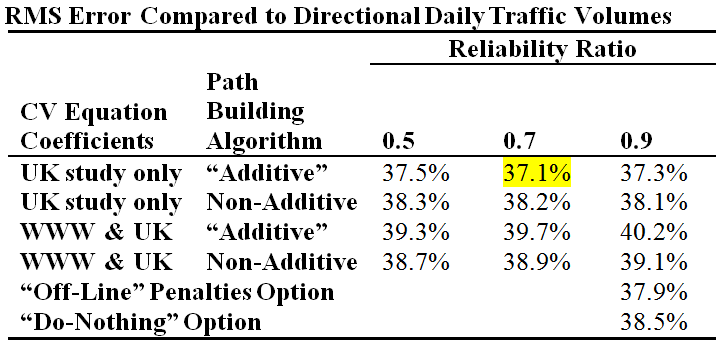 RMS Error Compared to Directional Daily Traffic Volumes
Reliability Ratio
CV Equation Coefficients Path Building Algorithm 0.5 0.7 0.9
UK study only “Additive” 37.5% 37.1% 37.3%
UK study only Non-Additive 38.3% 38.2% 38.1%
WWW & UK “Additive” 39.3% 39.7% 40.2%
WWW & UK Non-Additive 38.7% 38.9% 39.1%
“Off-Line” Penalties Option 37.9%
“Do-Nothing” Option 38.5%